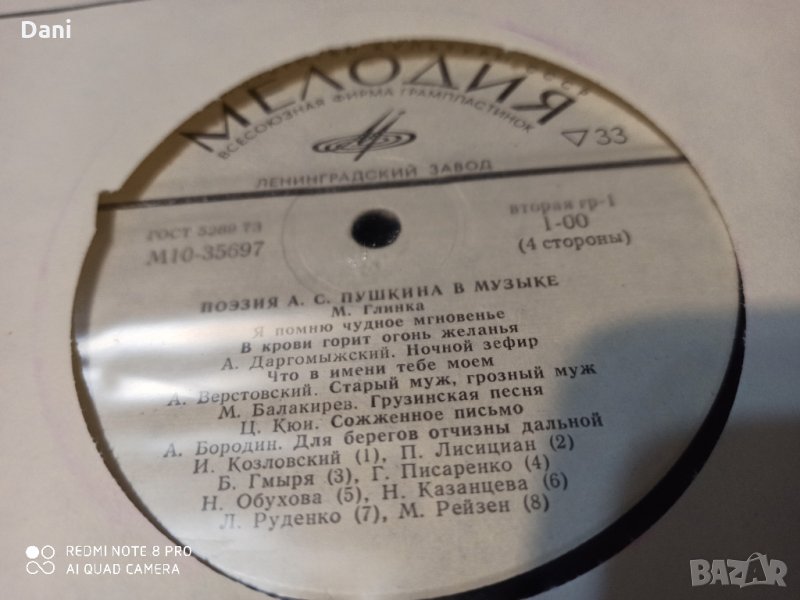 Dani
СССР
МЕЛОДИЯ
ВСЕСОЮЗНАЯ ФИРМА ГРАМПЛАСТИНОК
33
ЛЕНИНГРАДСКИЙ ЗАВОД
ГОСТ 5289 73
вторая гр-1
М10-35697
1-00
(4 стороны)
ПОЭЗИЯ А. С. ПУШКИНА В МУЗЫКЕ
М. Глинка
Я помню чудное мгновенье
В крови горит огонь желанья
А. Даргомыжский. Ночной зефир
Что в имени тебе моем
А. Верстовский. Старый муж, грозный муж
М. Балакирев. Грузинская песня
Ц. Кюи. Сожженное письмо
А. Бородин. Для берегов отчизны дальной
И. Козловский (1), П. Лисициан (2)
Б. Гмыря (3), Г. Писаренко (4)
Н. Обухова (5), Н. Казанцева (6)
Л. Руденко (7), М. Рейзен (8)
REDMI NOTE 8 PRO
AI QUAD CAMERA
BAZAR